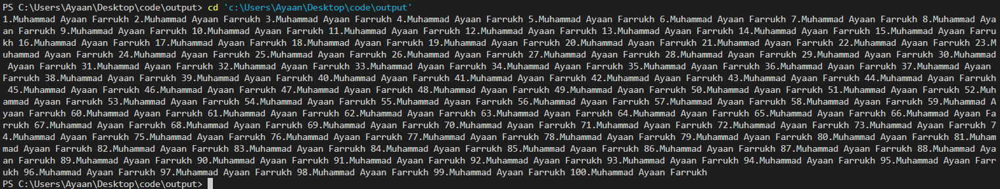 PS C:\Users\Ayaan\Desktop\code\output> cd 'c:\Users\Ayaan\Desktop\code\output'
1.Muhammad Ayaan Farrukh 2.Muhammad Ayaan Farrukh 3.Muhammad Ayaan Farrukh 4.Muhammad Ayaan Farrukh 5.Muhammad Ayaan Farrukh 6.Muhammad Ayaan Farrukh 7.Muhammad Ayaan Farrukh 8.Muhammad Aya
an Farrukh 9.Muhammad Ayaan Farrukh 10.Muhammad Ayaan Farrukh 11.Muhammad Ayaan Farrukh 12.Muhammad Ayaan Farrukh 13.Muhammad Ayaan Farrukh 14.Muhammad Ayaan Farrukh 15.Muhammad Ayaan Farru
kh 16.Muhammad Ayaan Farrukh 17.Muhammad Ayaan Farrukh 18.Muhammad Ayaan Farrukh 19.Muhammad Ayaan Farrukh 20.Muhammad Ayaan Farrukh 21.Muhammad Ayaan Farrukh 22.Muhammad Ayaan Farrukh 23.M
uhammad Ayaan Farrukh 24.Muhammad Ayaan Farrukh 25.Muhammad Ayaan Farrukh 26.Muhammad Ayaan Farrukh 27.Muhammad Ayaan Farrukh 28.Muhammad Ayaan Farrukh 29.Muhammad Ayaan Farrukh 30.Muhammad
 Ayaan Farrukh 31.Muhammad Ayaan Farrukh 32.Muhammad Ayaan Farrukh 33.Muhammad Ayaan Farrukh 34.Muhammad Ayaan Farrukh 35.Muhammad Ayaan Farrukh 36.Muhammad Ayaan Farrukh 37.Muhammad Ayaan
Farrukh 38.Muhammad Ayaan Farrukh 39.Muhammad Ayaan Farrukh 40.Muhammad Ayaan Farrukh 41.Muhammad Ayaan Farrukh 42.Muhammad Ayaan Farrukh 43.Muhammad Ayaan Farrukh 44.Muhammad Ayaan Farrukh
 45.Muhammad Ayaan Farrukh 46.Muhammad Ayaan Farrukh 47.Muhammad Ayaan Farrukh 48.Muhammad Ayaan Farrukh 49.Muhammad Ayaan Farrukh 50.Muhammad Ayaan Farrukh 51.Muhammad Ayaan Farrukh 52.Muh
ammad Ayaan Farrukh 53.Muhammad Ayaan Farrukh 54.Muhammad Ayaan Farrukh 55.Muhammad Ayaan Farrukh 56.Muhammad Ayaan Farrukh 57.Muhammad Ayaan Farrukh 58.Muhammad Ayaan Farrukh 59.Muhammad A
yaan Farrukh 60.Muhammad Ayaan Farrukh 61.Muhammad Ayaan Farrukh 62.Muhammad Ayaan Farrukh 63.Muhammad Ayaan Farrukh 64.Muhammad Ayaan Farrukh 65.Muhammad Ayaan Farrukh 66.Muhammad Ayaan Fa
rrukh 67.Muhammad Ayaan Farrukh 68.Muhammad Ayaan Farrukh 69.Muhammad Ayaan Farrukh 70.Muhammad Ayaan Farrukh 71.Muhammad Ayaan Farrukh 72.Muhammad Ayaan Farrukh 73.Muhammad Ayaan Farrukh 7
4.Muhammad Ayaan Farrukh 75.Muhammad Ayaan Farrukh 76.Muhammad Ayaan Farrukh 77.Muhammad Ayaan Farrukh 78.Muhammad Ayaan Farrukh 79.Muhammad Ayaan Farrukh 80.Muhammad Ayaan Farrukh 81.Muham
mad Ayaan Farrukh 82.Muhammad Ayaan Farrukh 83.Muhammad Ayaan Farrukh 84.Muhammad Ayaan Farrukh 85.Muhammad Ayaan Farrukh 86.Muhammad Ayaan Farrukh 87.Muhammad Ayaan Farrukh 88.Muhammad Aya
an Farrukh 89.Muhammad Ayaan Farrukh 90.Muhammad Ayaan Farrukh 91.Muhammad Ayaan Farrukh 92.Muhammad Ayaan Farrukh 93.Muhammad Ayaan Farrukh 94.Muhammad Ayaan Farrukh 95.Muhammad Ayaan Farr
ukh 96.Muhammad Ayaan Farrukh 97.Muhammad Ayaan Farrukh 98.Muhammad Ayaan Farrukh 99.Muhammad Ayaan Farrukh 100.Muhammad Ayaan Farrukh
PS C:\Users\Ayaan\Desktop\code\output>